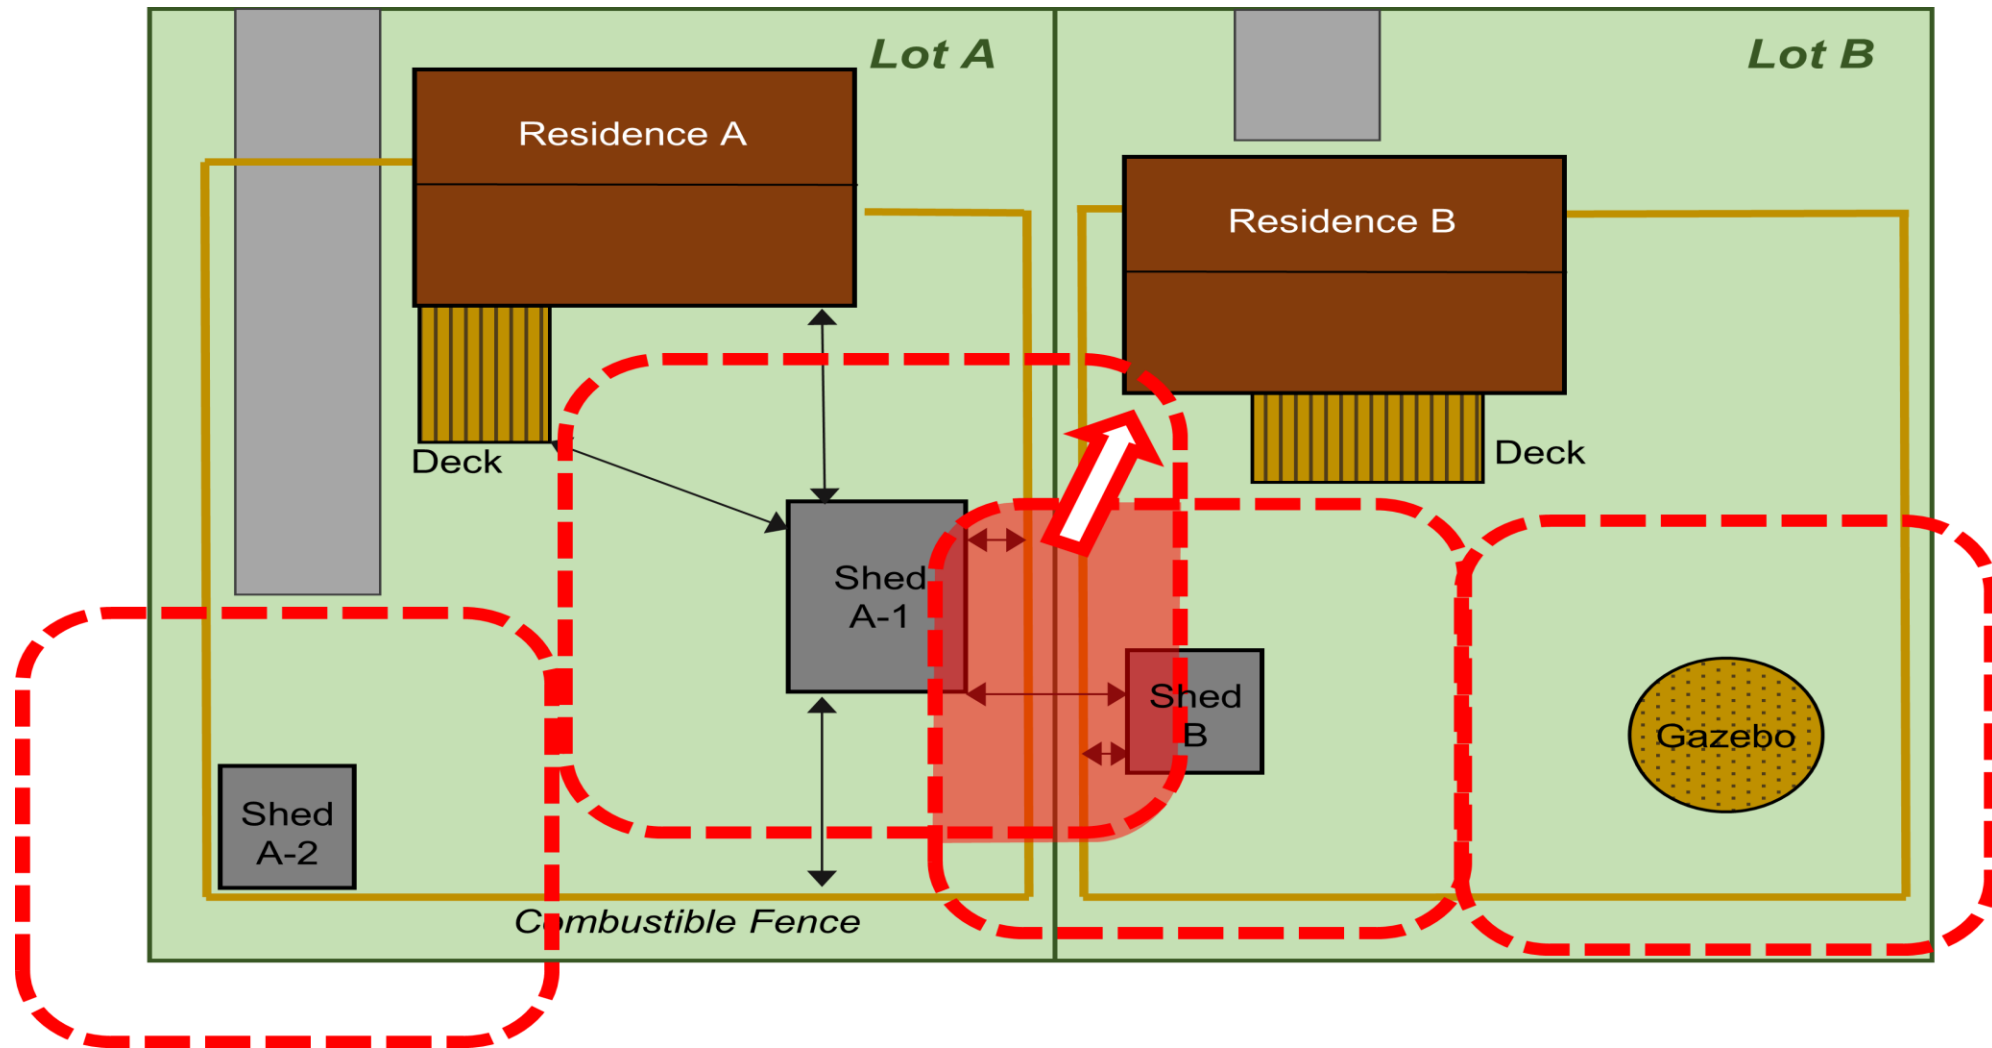 Lot A
Lot B
Residence A
Residence B
Deck
Deck
Shed
A-1
Shed
B
Gazebo
Shed
A-2
Combustible Fence